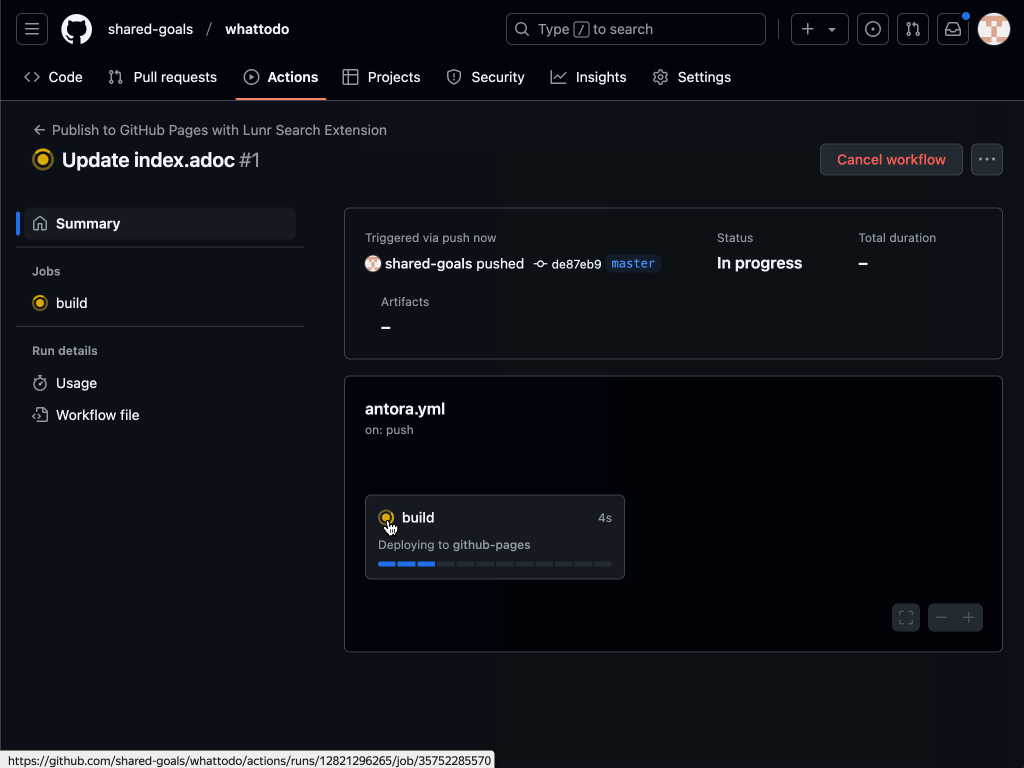 shared-goals / whattodo
Type / to search
Code
Pull requests
Actions
Projects
Security
Insights
Settings
Publish to GitHub Pages with Lunr Search Extension
Update index.adoc #1
Cancel workflow
Summary
Jobs
build
Run details
Usage
Workflow file
Triggered via push now
shared-goals pushed de87eb9 master
Status
In progress
Total duration
–
Artifacts
–
antora.yml
on: push
build 4s
Deploying to github-pages
https://github.com/shared-goals/whattodo/actions/runs/12821296265/job/35752285570